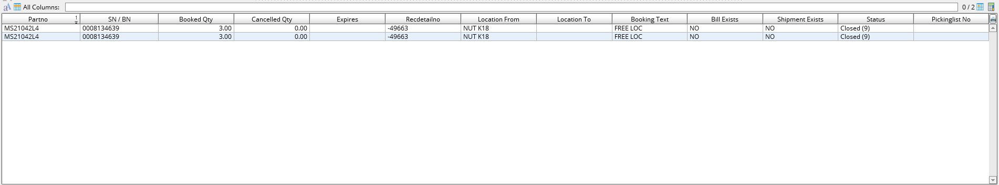 aA All Columns: 0 / 2
Partno 1 SN / BN Booked Qty Cancelled Qty Expires Recdetailno Location From Location To Booking Text Bill Exists Shipment Exists Status Pickinglist No
MS21042L4 0008134639 3.00 0.00 -49663 NUT K18 FREE LOC NO NO Closed (9)
MS21042L4 0008134639 3.00 0.00 -49663 NUT K18 FREE LOC NO NO Closed (9)